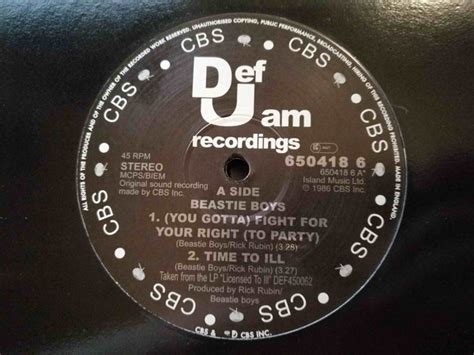 ALL RIGHTS OF THE PRODUCER AND OF THE OWNER OF THE RECORDED WORK RESERVED. UNAUTHORISED COPYING, PUBLIC PERFORMANCE, BROADCASTING, HIRING OR RENTAL OF THIS RECORDING PROHIBITED. MADE IN ENGLAND.
CBS CBS CBS CBS CBS CBS CBS CBS
Def
Jam
recordings
45 RPM
STEREO
MCPS/BIEM
Original sound recording
made by CBS Inc.
650418 6
650418 6 A*
Island Music Ltd.
℗ 1986 CBS Inc.
A SIDE
BEASTIE BOYS
1. (YOU GOTTA) FIGHT FOR
YOUR RIGHT (TO PARTY)
(Beastie Boys/Rick Rubin) (3.28)
2. TIME TO ILL
(Beastie Boys/Rick Rubin) (3.27)
Taken from the LP "Licensed To Ill" DEF450062
Produced by Rick Rubin/
Beastie boys
CBS & CBS INC.